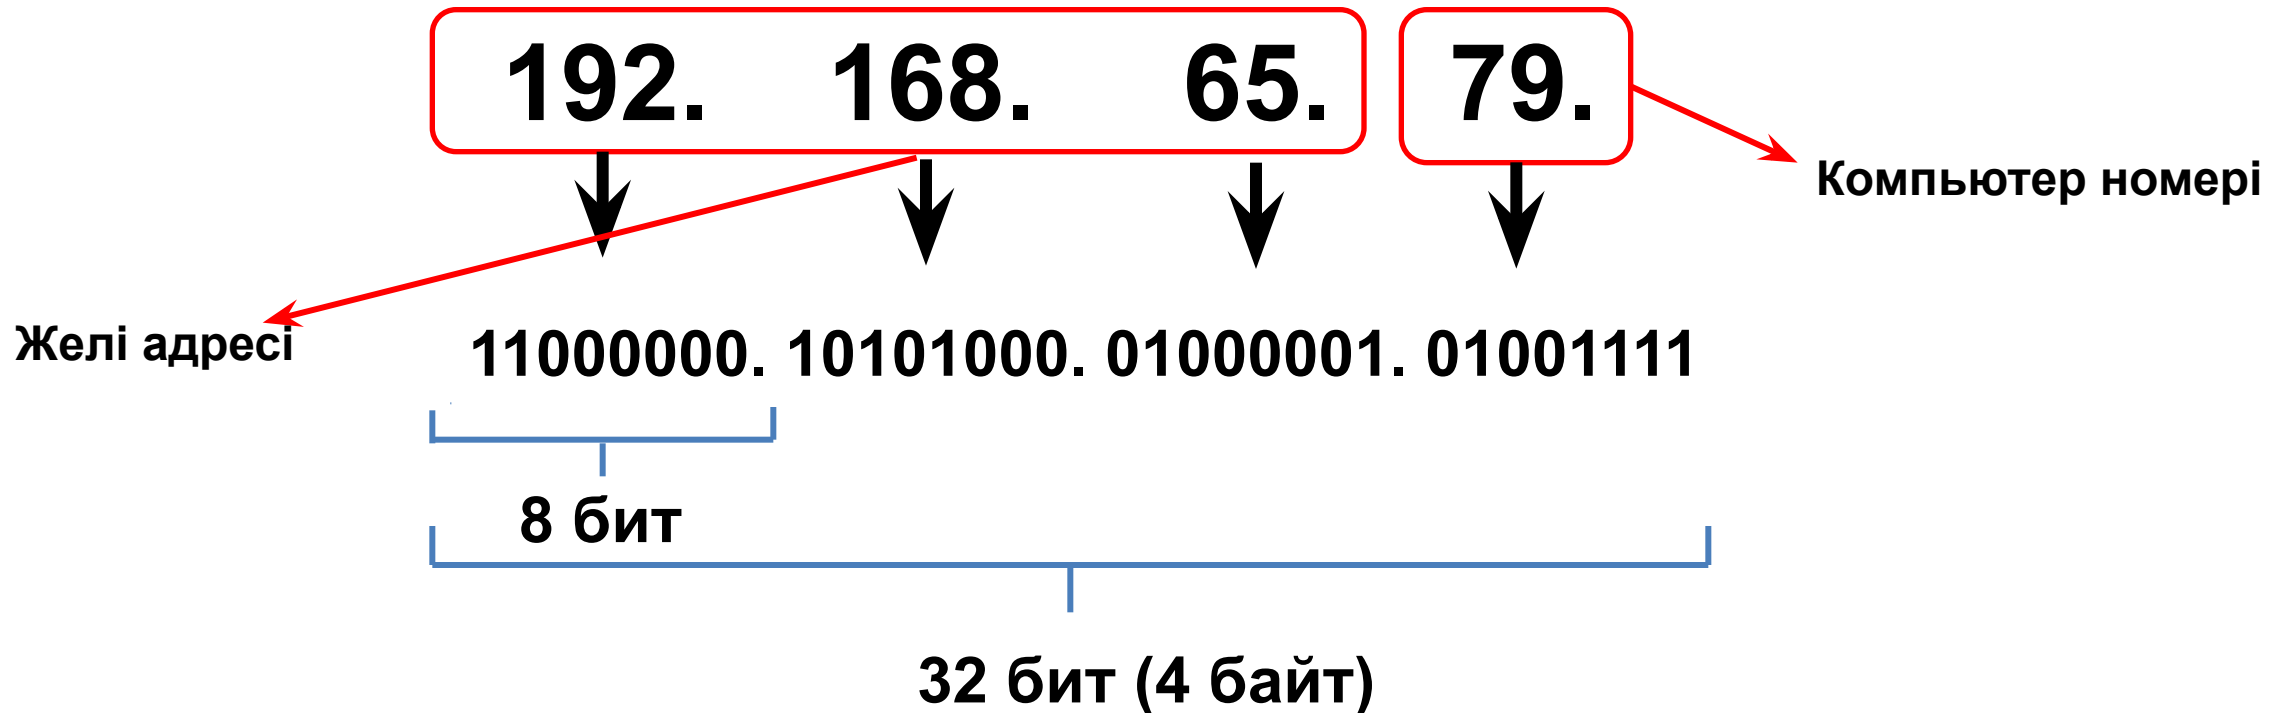 192. 168. 65. 79.
Компьютер номері
Желі адресі
11000000. 10101000. 01000001. 01001111
8 бит
32 бит (4 байт)